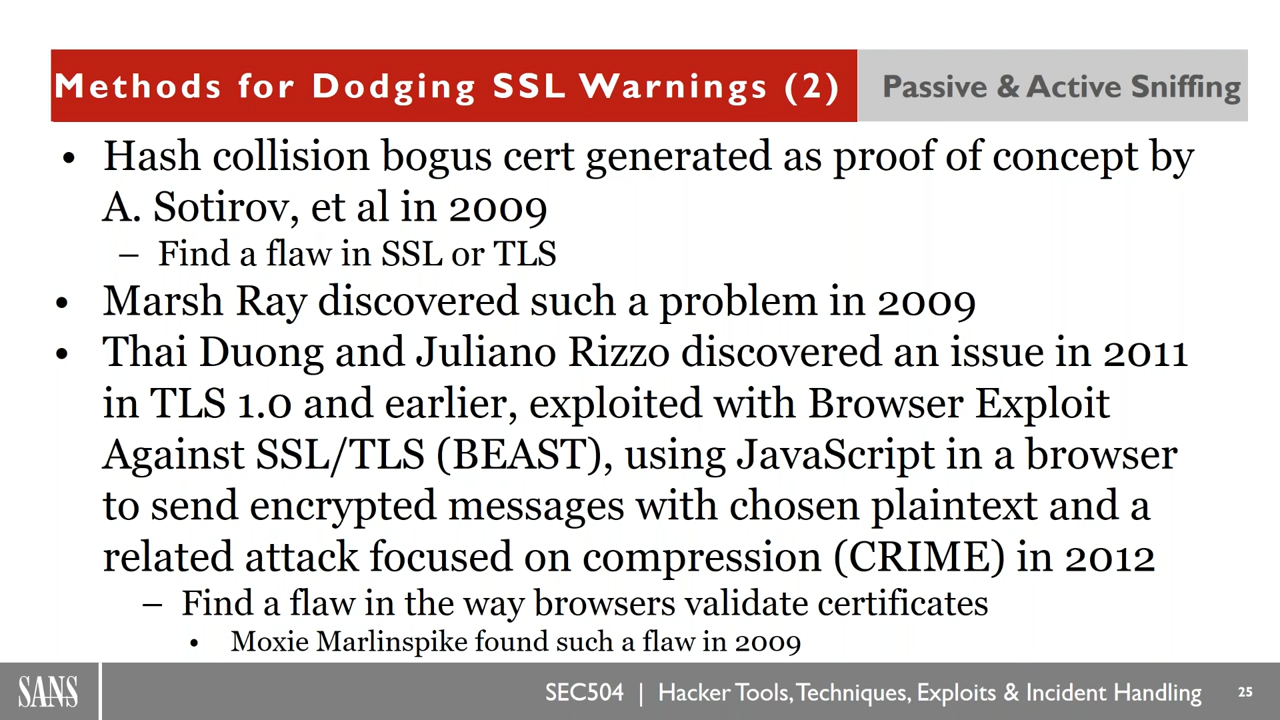 Methods for Dodging SSL Warnings (2)
Passive & Active Sniffing
• Hash collision bogus cert generated as proof of concept by
A. Sotirov, et al in 2009
– Find a flaw in SSL or TLS
• Marsh Ray discovered such a problem in 2009
• Thai Duong and Juliano Rizzo discovered an issue in 2011
in TLS 1.0 and earlier, exploited with Browser Exploit
Against SSL/TLS (BEAST), using JavaScript in a browser
to send encrypted messages with chosen plaintext and a
related attack focused on compression (CRIME) in 2012
– Find a flaw in the way browsers validate certificates
• Moxie Marlinspike found such a flaw in 2009
SANS
SEC504 | Hacker Tools, Techniques, Exploits & Incident Handling
25